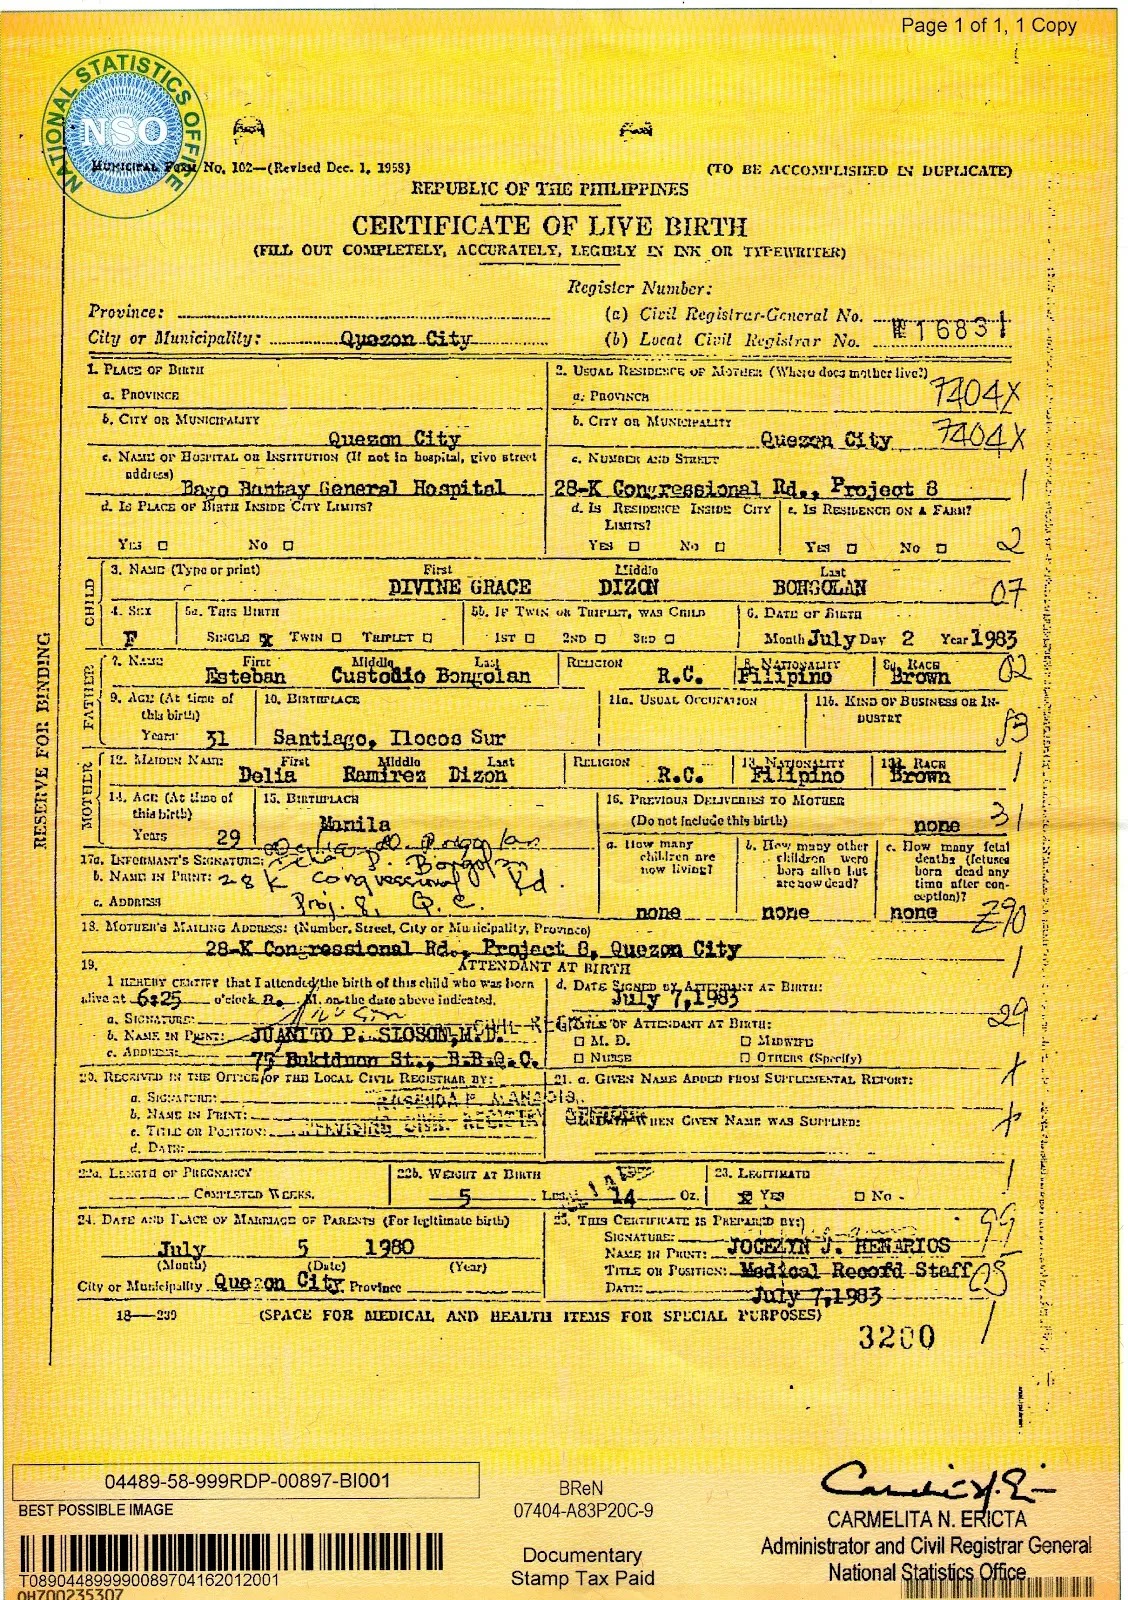 Page 1 of 1, 1 Copy
NATIONAL STATISTICS OFFICE
NSO
MUNICIPAL FORM No. 102—(Revised Dec. 1, 1958)
(TO BE ACCOMPLISHED IN DUPLICATE)
REPUBLIC OF THE PHILIPPINES
CERTIFICATE OF LIVE BIRTH
(FILL OUT COMPLETELY, ACCURATELY, LEGIBLY IN INK OR TYPEWRITER)
Register Number:
Province:
(a) Civil Registrar-General No.
City or Municipality: Quezon City
(b) Local Civil Registrar No. 16831
1. PLACE OF BIRTH
2. USUAL RESIDENCE OF MOTHER (Where does mother live?)
a. PROVINCE
a. PROVINCE 7404X
b. CITY OR MUNICIPALITY Quezon City
b. CITY OR MUNICIPALITY Quezon City 7404X
c. NAME OF HOSPITAL OR INSTITUTION (If not in hospital, give street address) Bago Bantay General Hospital
c. NUMBER AND STREET 28-K Congressional Rd., Project 8 1
d. IS PLACE OF BIRTH INSIDE CITY LIMITS?
YES NO
d. IS RESIDENCE INSIDE CITY LIMITS?
YES NO
e. IS RESIDENCE ON A FARM?
YES NO 2
RESERVE FOR BINDING
CHILD
3. NAME (Type or print) First Middle Last
DIVINE GRACE DIZON BONGOLAN 07
4. SEX F
5a. THIS BIRTH
SINGLE X TWIN TRIPLET
5b. IF TWIN OR TRIPLET, WAS CHILD
1ST 2ND 3RD
6. DATE OF BIRTH
Month July Day 2 Year 1983
FATHER
7. NAME First Middle Last
Esteban Custodio Bongolan
RELIGION R.C.
8. NATIONALITY Filipino
8a. RACE Brown 02
9. AGE (At time of this birth)
Years 31
10. BIRTHPLACE
Santiago, Ilocos Sur
11a. USUAL OCCUPATION
11b. KIND OF BUSINESS OR INDUSTRY
MOTHER
12. MAIDEN NAME First Middle Last
Delia Ramirez Dizon
RELIGION R.C.
13. NATIONALITY Filipino
13a. RACE Brown 1
14. AGE (At time of this birth)
Years 29
15. BIRTHPLACE
Manila
16. PREVIOUS DELIVERIES TO MOTHER
(Do not include this birth) none 31
a. How many children are now living?
none
b. How many other children were born alive but are now dead?
none
c. How many fetal deaths (fetuses born dead any time after conception)?
none 290
17a. INFORMANT'S SIGNATURE:
b. NAME IN PRINT: Delia D. Bongolan
c. ADDRESS 28 K Congressional Rd.
Proj. 8, Q.C.
18. MOTHER'S MAILING ADDRESS: (Number, Street, City or Municipality, Province)
28-K Congressional Rd., Project 8, Quezon City 1
19. ATTENDANT AT BIRTH
I HEREBY CERTIFY that I attended the birth of this child who was born
alive at 6:25 o'clock a. M. on the date above indicated.
a. SIGNATURE:
b. NAME IN PRINT: JUANITO P. SIOSON, M.D.
c. ADDRESS: 75 Bukidnon St., B.B.Q.C.
d. DATE SIGNED BY ATTENDANT AT BIRTH:
July 7,1983
TITLE OF ATTENDANT AT BIRTH: 29
M. D. MIDWIFE
NURSE OTHERS (Specify)
20. RECEIVED IN THE OFFICE OF THE LOCAL CIVIL REGISTRAR BY:
a. SIGNATURE:
b. NAME IN PRINT:
c. TITLE OR POSITION:
d. DATE:
21. a. GIVEN NAME ADDED FROM SUPPLEMENTAL REPORT:
WHEN GIVEN NAME WAS SUPPLIED:
22a. LENGTH OF PREGNANCY
COMPLETED WEEKS.
22b. WEIGHT AT BIRTH
5 14 Oz.
23. LEGITIMATE
X YES NO
24. DATE AND PLACE OF MARRIAGE OF PARENTS (For legitimate birth)
July 5 1980
(Month) (Date) (Year)
City or Municipality Quezon City Province
25. THIS CERTIFICATE IS PREPARED BY:
SIGNATURE: 99
NAME IN PRINT: JOCELYN J. HENARIOS
TITLE OR POSITION: Medical Record Staff
DATE: July 7,1983
18—239
(SPACE FOR MEDICAL AND HEALTH ITEMS FOR SPECIAL PURPOSES)
3200
04489-58-999RDP-00897-BI001
BEST POSSIBLE IMAGE
BReN
07404-A83P20C-9
CARMELITA N. ERICTA
Administrator and Civil Registrar General
National Statistics Office
Documentary
Stamp Tax Paid
T089044899990089704162012001
OH700235307